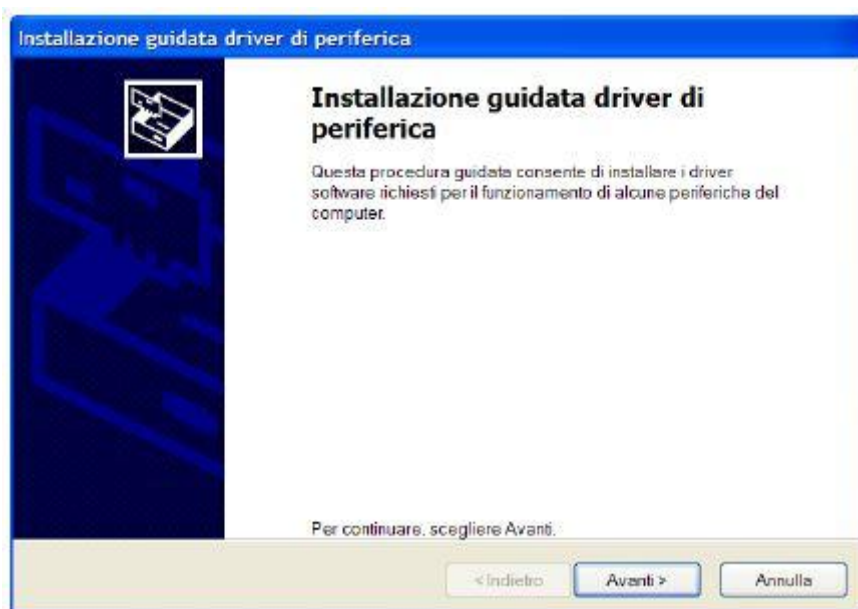 Installazione guidata driver di periferica
Installazione guidata driver di
periferica
Questa procedura guidata consente di installare i driver
software richiesti per il funzionamento di alcune periferiche del
computer.
Per continuare, scegliere Avanti.
< Indietro Avanti > Annulla